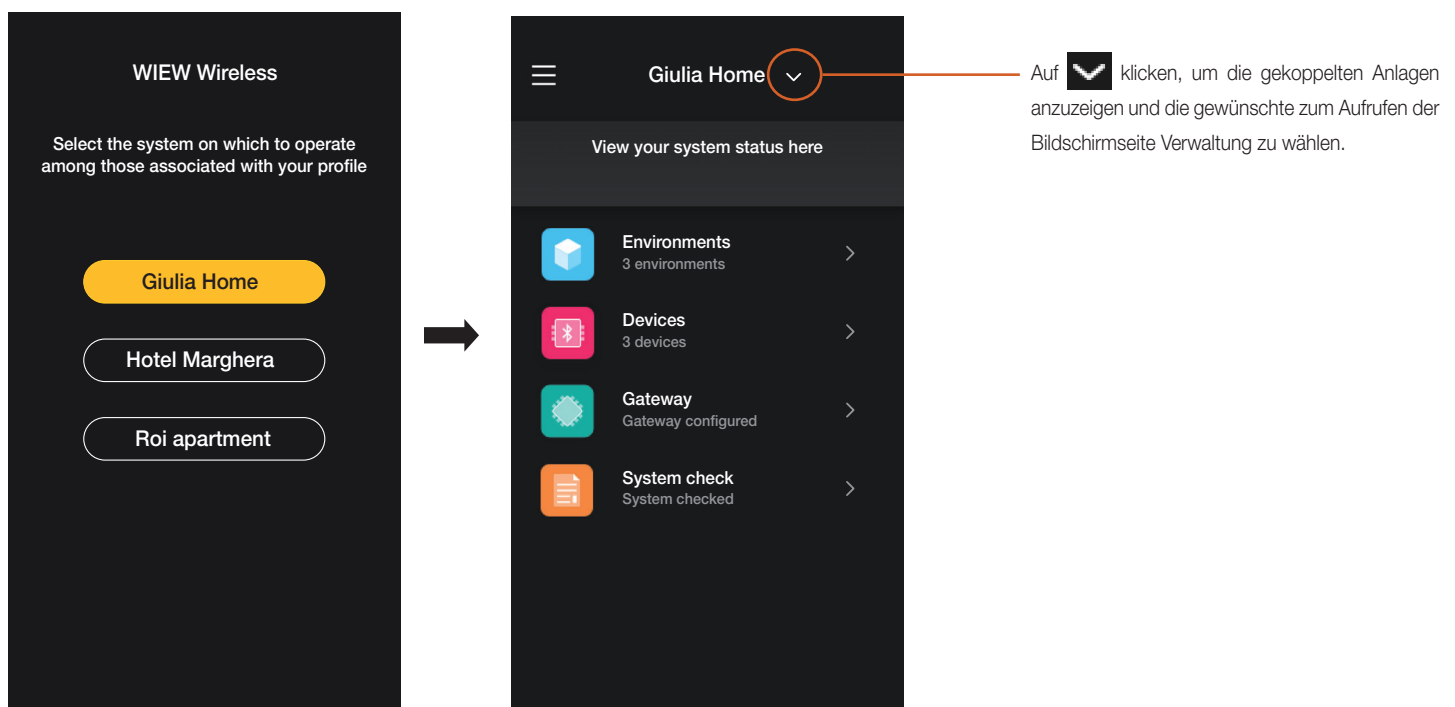 WIEW Wireless
Select the system on which to operate
among those associated with your profile
Giulia Home
Hotel Marghera
Roi apartment
Giulia Home
View your system status here
Environments
3 environments
Devices
3 devices
Gateway
Gateway configured
System check
System checked
Auf klicken, um die gekoppelten Anlagen
anzuzeigen und die gewünschte zum Aufrufen der
Bildschirmseite Verwaltung zu wählen.